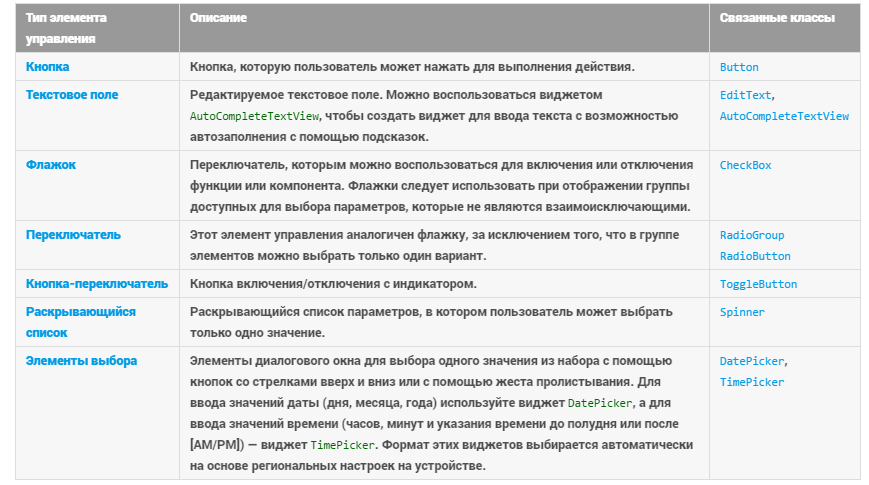 Тип элемента
управления
Описание
Связанные классы
Кнопка
Кнопка, которую пользователь может нажать для выполнения действия.
Button
Текстовое поле
Редактируемое текстовое поле. Можно воспользоваться виджетом
AutoCompleteTextView, чтобы создать виджет для ввода текста с возможностью
автозаполнения с помощью подсказок.
EditText,
AutoCompleteTextView
Флажок
Переключатель, которым можно воспользоваться для включения или отключения
функции или компонента. Флажки следует использовать при отображении группы
доступных для выбора параметров, которые не являются взаимоисключающими.
CheckBox
Переключатель
Этот элемент управления аналогичен флажку, за исключением того, что в группе
элементов можно выбрать только один вариант.
RadioGroup
RadioButton
Кнопка-переключатель
Кнопка включения/отключения с индикатором.
ToggleButton
Раскрывающийся
список
Раскрывающийся список параметров, в котором пользователь может выбрать
только одно значение.
Spinner
Элементы выбора
Элементы диалогового окна для выбора одного значения из набора с помощью
кнопок со стрелками вверх и вниз или с помощью жеста пролистывания. Для
ввода значений даты (дня, месяца, года) используйте виджет DatePicker, а для
ввода значений времени (часов, минут и указания времени до полудня или после
[AM/PM]) — виджет TimePicker. Формат этих виджетов выбирается автоматически
на основе региональных настроек на устройстве.
DatePicker,
TimePicker